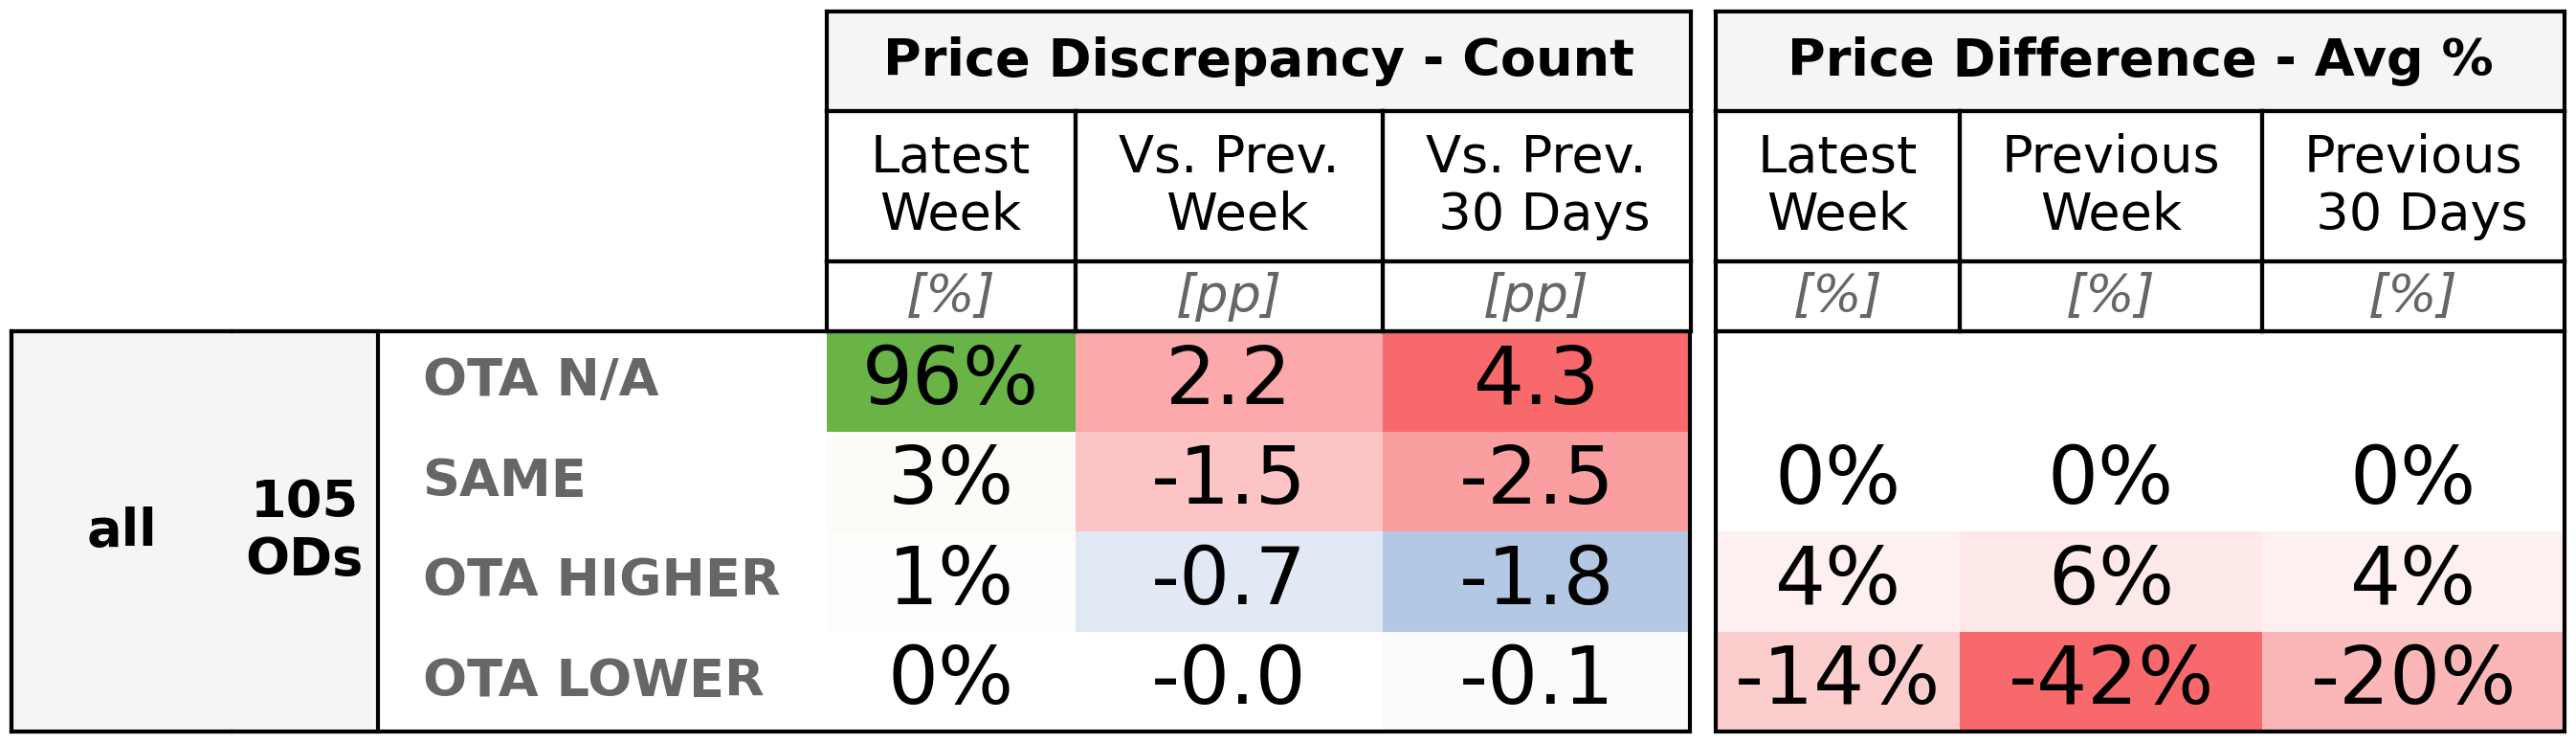 Price Discrepancy - Count Price Difference - Avg %
Latest Week Vs. Prev. Week Vs. Prev. 30 Days Latest Week Previous Week Previous 30 Days
[%] [pp] [pp] [%] [%] [%]
all 105 ODs
OTA N/A 96% 2.2 4.3
SAME 3% -1.5 -2.5 0% 0% 0%
OTA HIGHER 1% -0.7 -1.8 4% 6% 4%
OTA LOWER 0% -0.0 -0.1 -14% -42% -20%